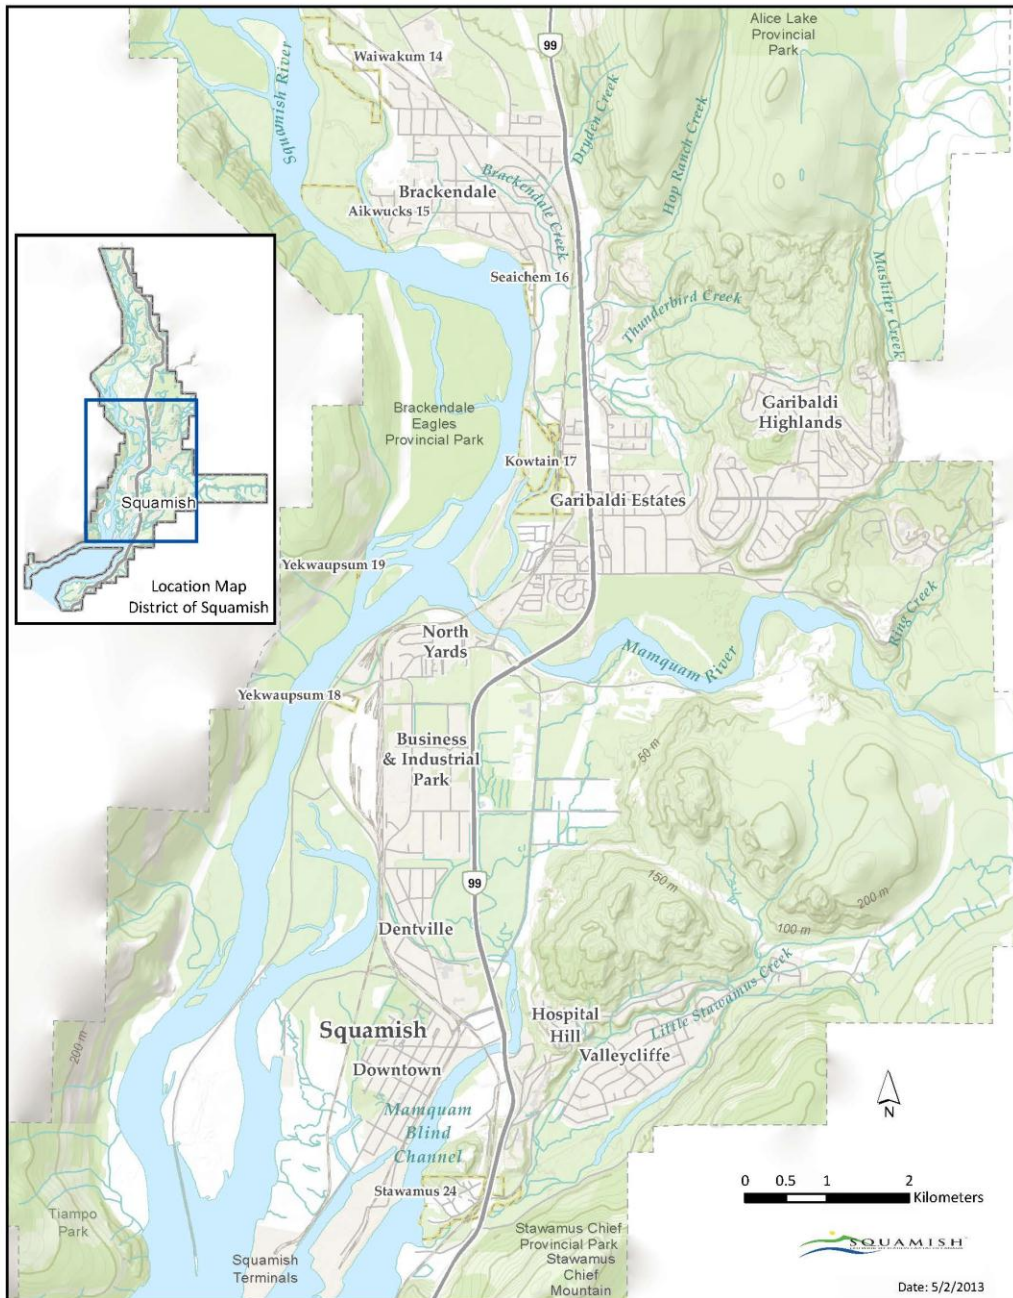 Alice Lake
Provincial
Park
99
Waiwakum 14
Squamish River
Dryden Creek
Hop Ranch Creek
Brackendale Creek
Brackendale
Aikwucks 15
Seaichem 16
Mashiter Creek
Thunderbird Creek
Garibaldi
Highlands
Brackendale
Eagles
Provincial Park
Kowtain 17
Garibaldi Estates
Squamish
Location Map
District of Squamish
Yekwaupsum 19
Ring Creek
North
Yards
Mamquam River
Yekwaupsum 18
Business
& Industrial
Park
50 m
99
150 m
200 m
100 m
Dentville
Little Stawamus Creek
Hospital
Hill
Squamish
200 m
Valleycliffe
Downtown
Mamquam
Blind
Channel
N
Stawamus 24
0 0.5 1 2
Kilometers
Tiampo
Park
Stawamus Chief
Provincial Park
Stawamus
Chief
Mountain
Squamish
Terminals
SQUAMISH
Date: 5/2/2013